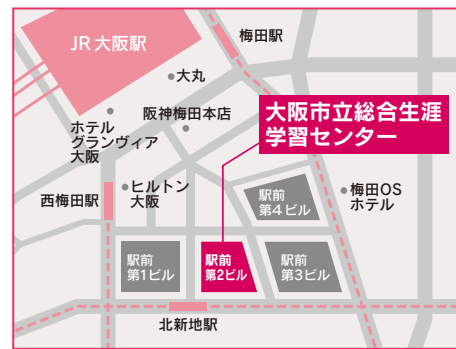 JR大阪駅
梅田駅
大丸
阪神梅田本店
ホテル
グランヴィア
大阪
大阪市立総合生涯
学習センター
西梅田駅
ヒルトン
大阪
駅前
第4ビル
梅田OS
ホテル
駅前
第1ビル
駅前
第2ビル
駅前
第3ビル
北新地駅